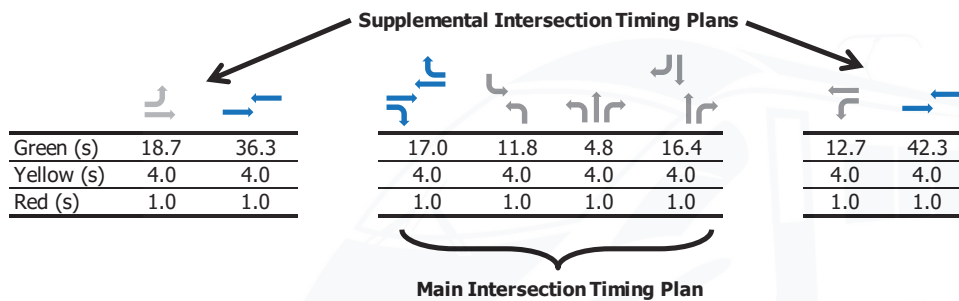 Supplemental Intersection Timing Plans
Green (s) 18.7 36.3 17.0 11.8 4.8 16.4 12.7 42.3
Yellow (s) 4.0 4.0 4.0 4.0 4.0 4.0 4.0 4.0
Red (s) 1.0 1.0 1.0 1.0 1.0 1.0 1.0 1.0
Main Intersection Timing Plan